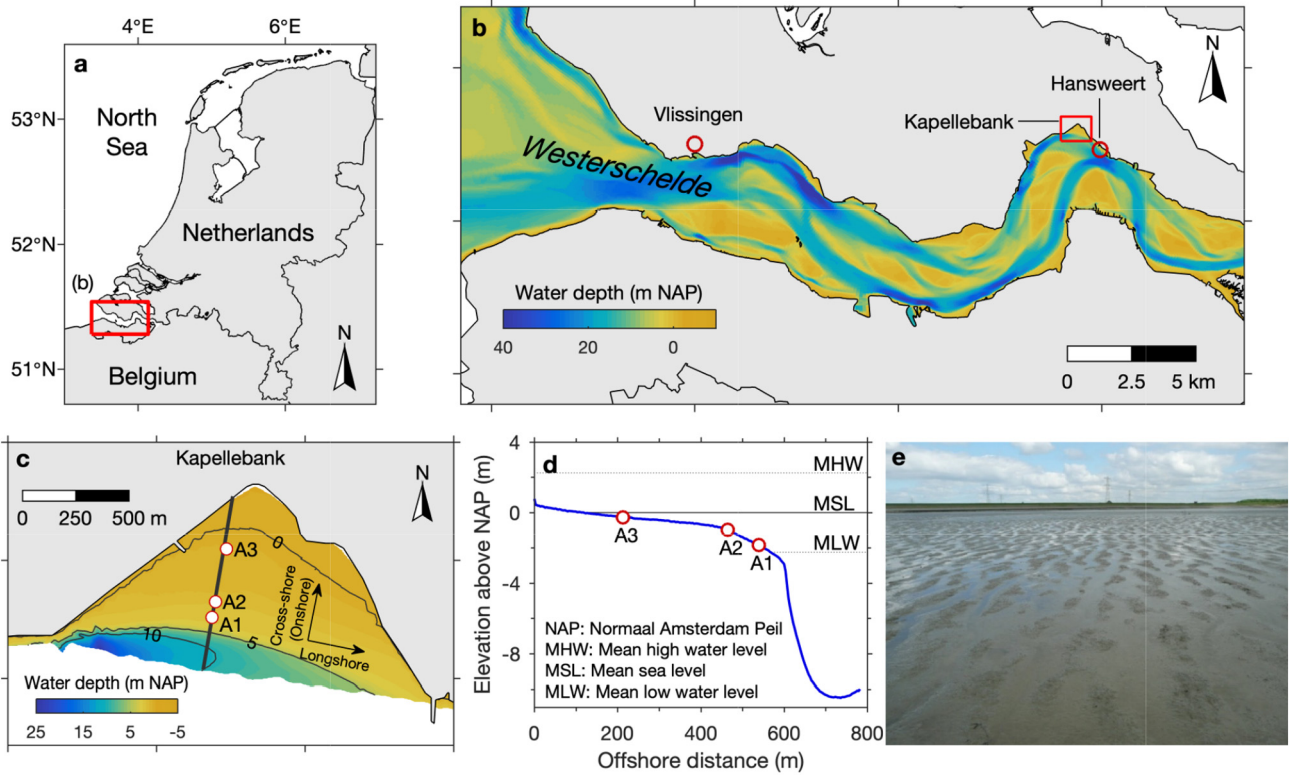 4°E
6°E
a
53°N
North
Sea
Netherlands
52°N
(b)
N
51°N
Belgium
b
N
Hansweert
Vlissingen
Kapellebank
Westerschelde
Water depth (m NAP)
40
20
0
0
2.5
5 km
c
Kapellebank
N
0
250
500 m
0
A3
A2
A1
Cross-shore
(Onshore)
Longshore
10
5
Water depth (m NAP)
25
15
5
-5
d
4
0
-4
-8
Elevation above NAP (m)
MHW
MSL
MLW
A3
A2
A1
NAP: Normaal Amsterdam Peil
MHW: Mean high water level
MSL: Mean sea level
MLW: Mean low water level
0
200
400
600
800
Offshore distance (m)
e